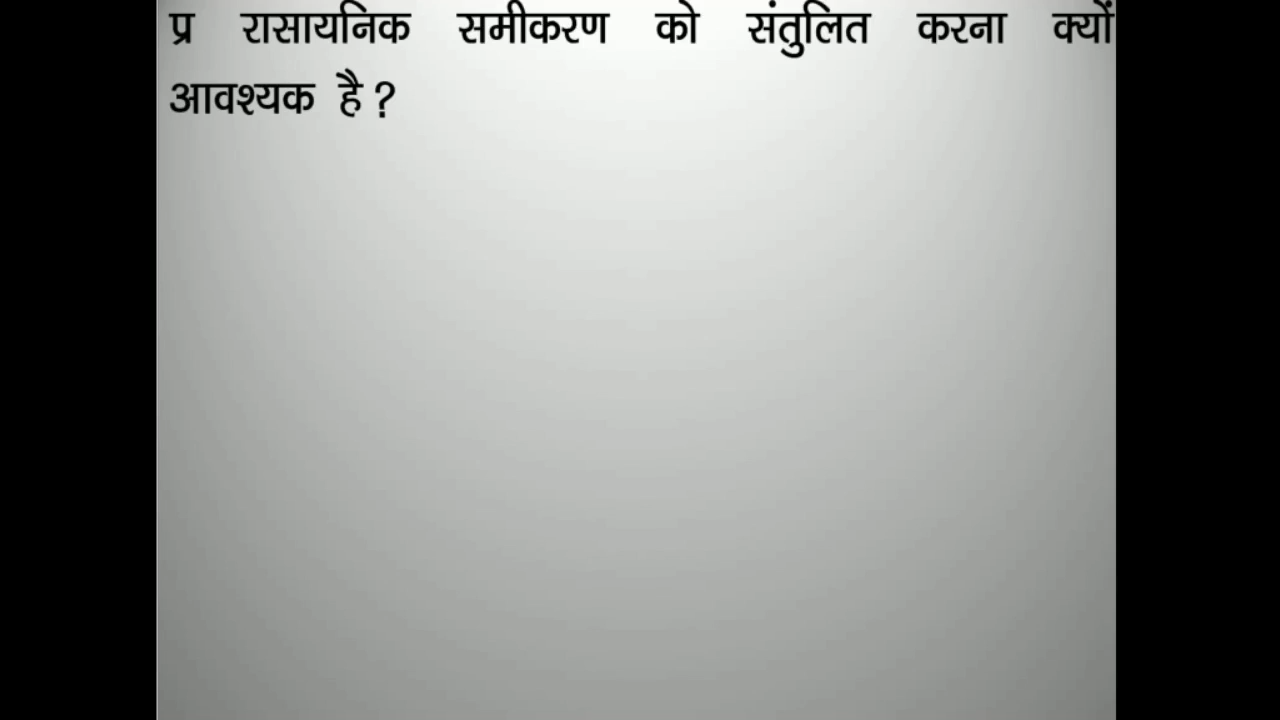 प्र रासायनिक समीकरण को संतुलित करना क्यों
आवश्यक है ?